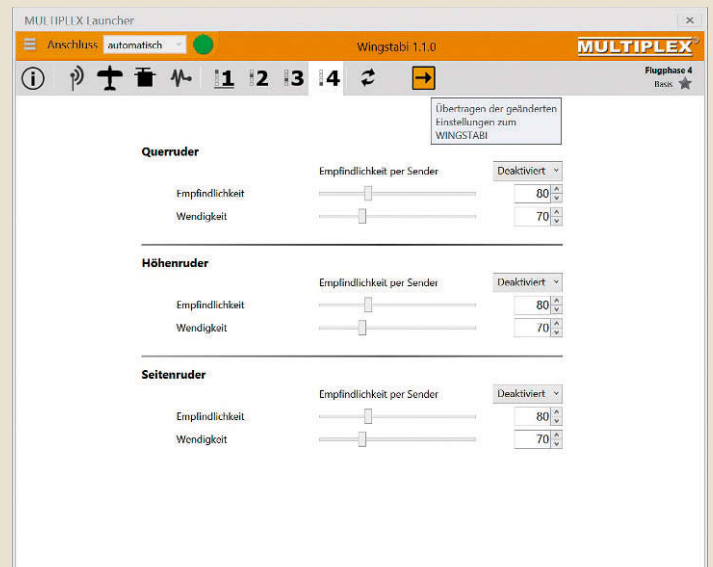 MULTIPLEX Launcher
Anschluss automatisch Wingstabi 1.1.0 MULTIPLEX®
1 2 3 4 Flugphase 4
Basis
Übertragen der geänderten
Einstellungen zum
WINGSTABI
Querruder
Empfindlichkeit per Sender Deaktiviert
Empfindlichkeit 80
Wendigkeit 70
Höhenruder
Empfindlichkeit per Sender Deaktiviert
Empfindlichkeit 80
Wendigkeit 70
Seitenruder
Empfindlichkeit per Sender Deaktiviert
Empfindlichkeit 80
Wendigkeit 70